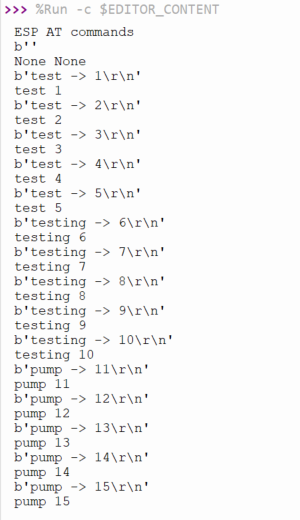 >>> %Run -c $EDITOR_CONTENT
ESP AT commands
b''
None None
b'test -> 1\r\n'
test 1
b'test -> 2\r\n'
test 2
b'test -> 3\r\n'
test 3
b'test -> 4\r\n'
test 4
b'test -> 5\r\n'
test 5
b'testing -> 6\r\n'
testing 6
b'testing -> 7\r\n'
testing 7
b'testing -> 8\r\n'
testing 8
b'testing -> 9\r\n'
testing 9
b'testing -> 10\r\n'
testing 10
b'pump -> 11\r\n'
pump 11
b'pump -> 12\r\n'
pump 12
b'pump -> 13\r\n'
pump 13
b'pump -> 14\r\n'
pump 14
b'pump -> 15\r\n'
pump 15